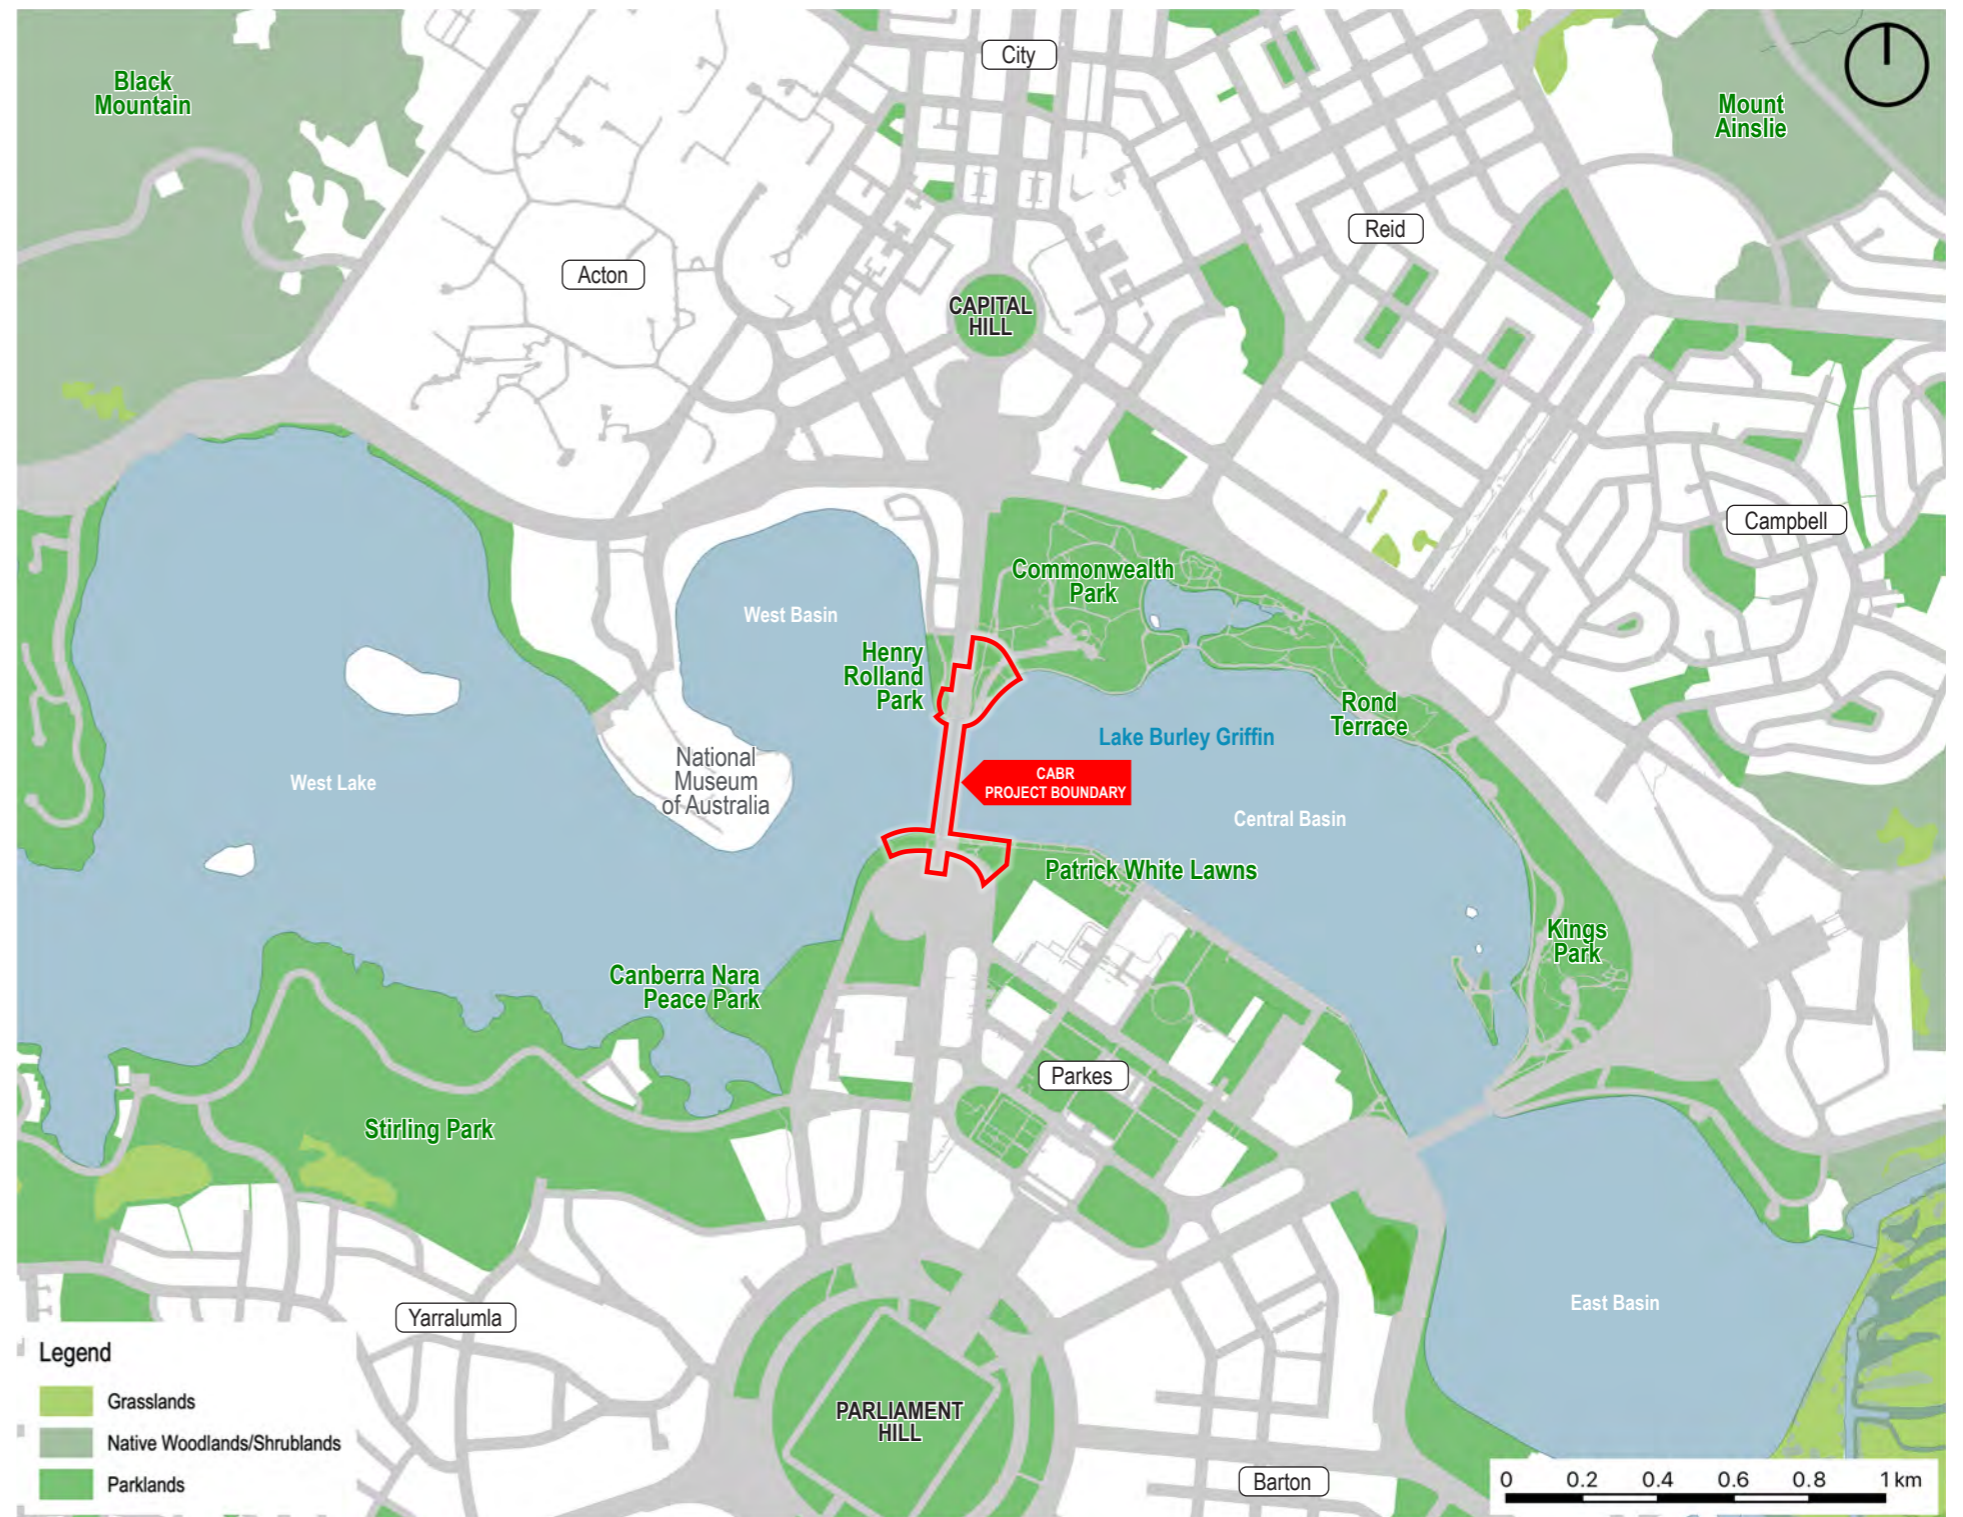 City
Black
Mountain
Mount
Ainslie
Reid
Acton
CAPITAL
HILL
Campbell
Commonwealth
Park
West Basin
Henry
Rolland
Park
Rond
Terrace
Lake Burley Griffin
National
Museum
of Australia
West Lake
CABR
PROJECT BOUNDARY
Central Basin
Patrick White Lawns
Kings
Park
Canberra Nara
Peace Park
Parkes
Stirling Park
East Basin
Yarralumla
Legend
Grasslands
Native Woodlands/Shrublands
Parklands
PARLIAMENT
HILL
Barton
0 0.2 0.4 0.6 0.8 1 km